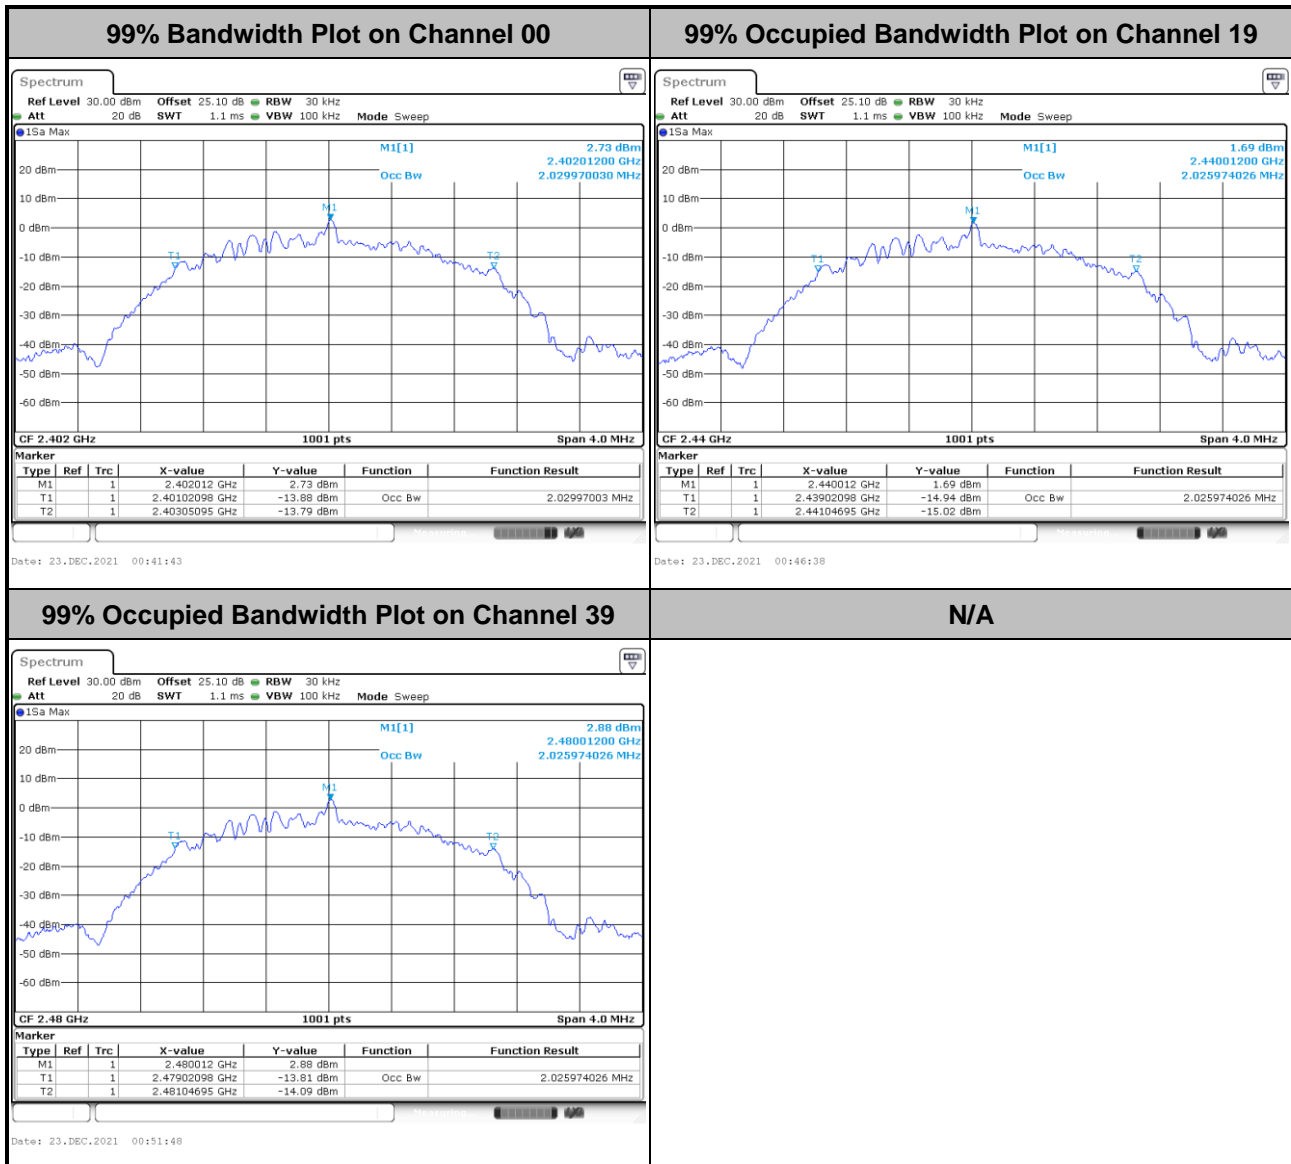 99% Bandwidth Plot on Channel 00
Spectrum
Ref Level 30.00 dBm Offset 25.10 dB RBW 30 kHz
Att 20 dB SWT 1.1 ms VBW 100 kHz Mode Sweep
1Sa Max
M1[1] 2.73 dBm
2.40201200 GHz
Occ Bw 2.029970030 MHz
20 dBm
10 dBm
M1
0 dBm
-10 dBm
T1
T2
-20 dBm
-30 dBm
-40 dBm
-50 dBm
-60 dBm
CF 2.402 GHz 1001 pts Span 4.0 MHz
Marker
Type Ref Trc X-value Y-value Function Function Result
M1 1 2.402012 GHz 2.73 dBm
T1 1 2.40102098 GHz -13.88 dBm Occ Bw 2.02997003 MHz
T2 1 2.40305095 GHz -13.79 dBm
Measuring...
Date: 23.DEC.2021 00:41:43
99% Occupied Bandwidth Plot on Channel 19
Spectrum
Ref Level 30.00 dBm Offset 25.10 dB RBW 30 kHz
Att 20 dB SWT 1.1 ms VBW 100 kHz Mode Sweep
1Sa Max
M1[1] 1.69 dBm
2.44001200 GHz
Occ Bw 2.025974026 MHz
20 dBm
10 dBm
M1
0 dBm
-10 dBm
T1
T2
-20 dBm
-30 dBm
-40 dBm
-50 dBm
-60 dBm
CF 2.44 GHz 1001 pts Span 4.0 MHz
Marker
Type Ref Trc X-value Y-value Function Function Result
M1 1 2.440012 GHz 1.69 dBm
T1 1 2.43902098 GHz -14.94 dBm Occ Bw 2.025974026 MHz
T2 1 2.44104695 GHz -15.02 dBm
Measuring...
Date: 23.DEC.2021 00:46:38
99% Occupied Bandwidth Plot on Channel 39
N/A
Spectrum
Ref Level 30.00 dBm Offset 25.10 dB RBW 30 kHz
Att 20 dB SWT 1.1 ms VBW 100 kHz Mode Sweep
1Sa Max
M1[1] 2.88 dBm
2.48001200 GHz
Occ Bw 2.025974026 MHz
20 dBm
10 dBm
M1
0 dBm
-10 dBm
T1
T2
-20 dBm
-30 dBm
-40 dBm
-50 dBm
-60 dBm
CF 2.48 GHz 1001 pts Span 4.0 MHz
Marker
Type Ref Trc X-value Y-value Function Function Result
M1 1 2.480012 GHz 2.88 dBm
T1 1 2.47902098 GHz -13.81 dBm Occ Bw 2.025974026 MHz
T2 1 2.48104695 GHz -14.09 dBm
Measuring...
Date: 23.DEC.2021 00:51:48